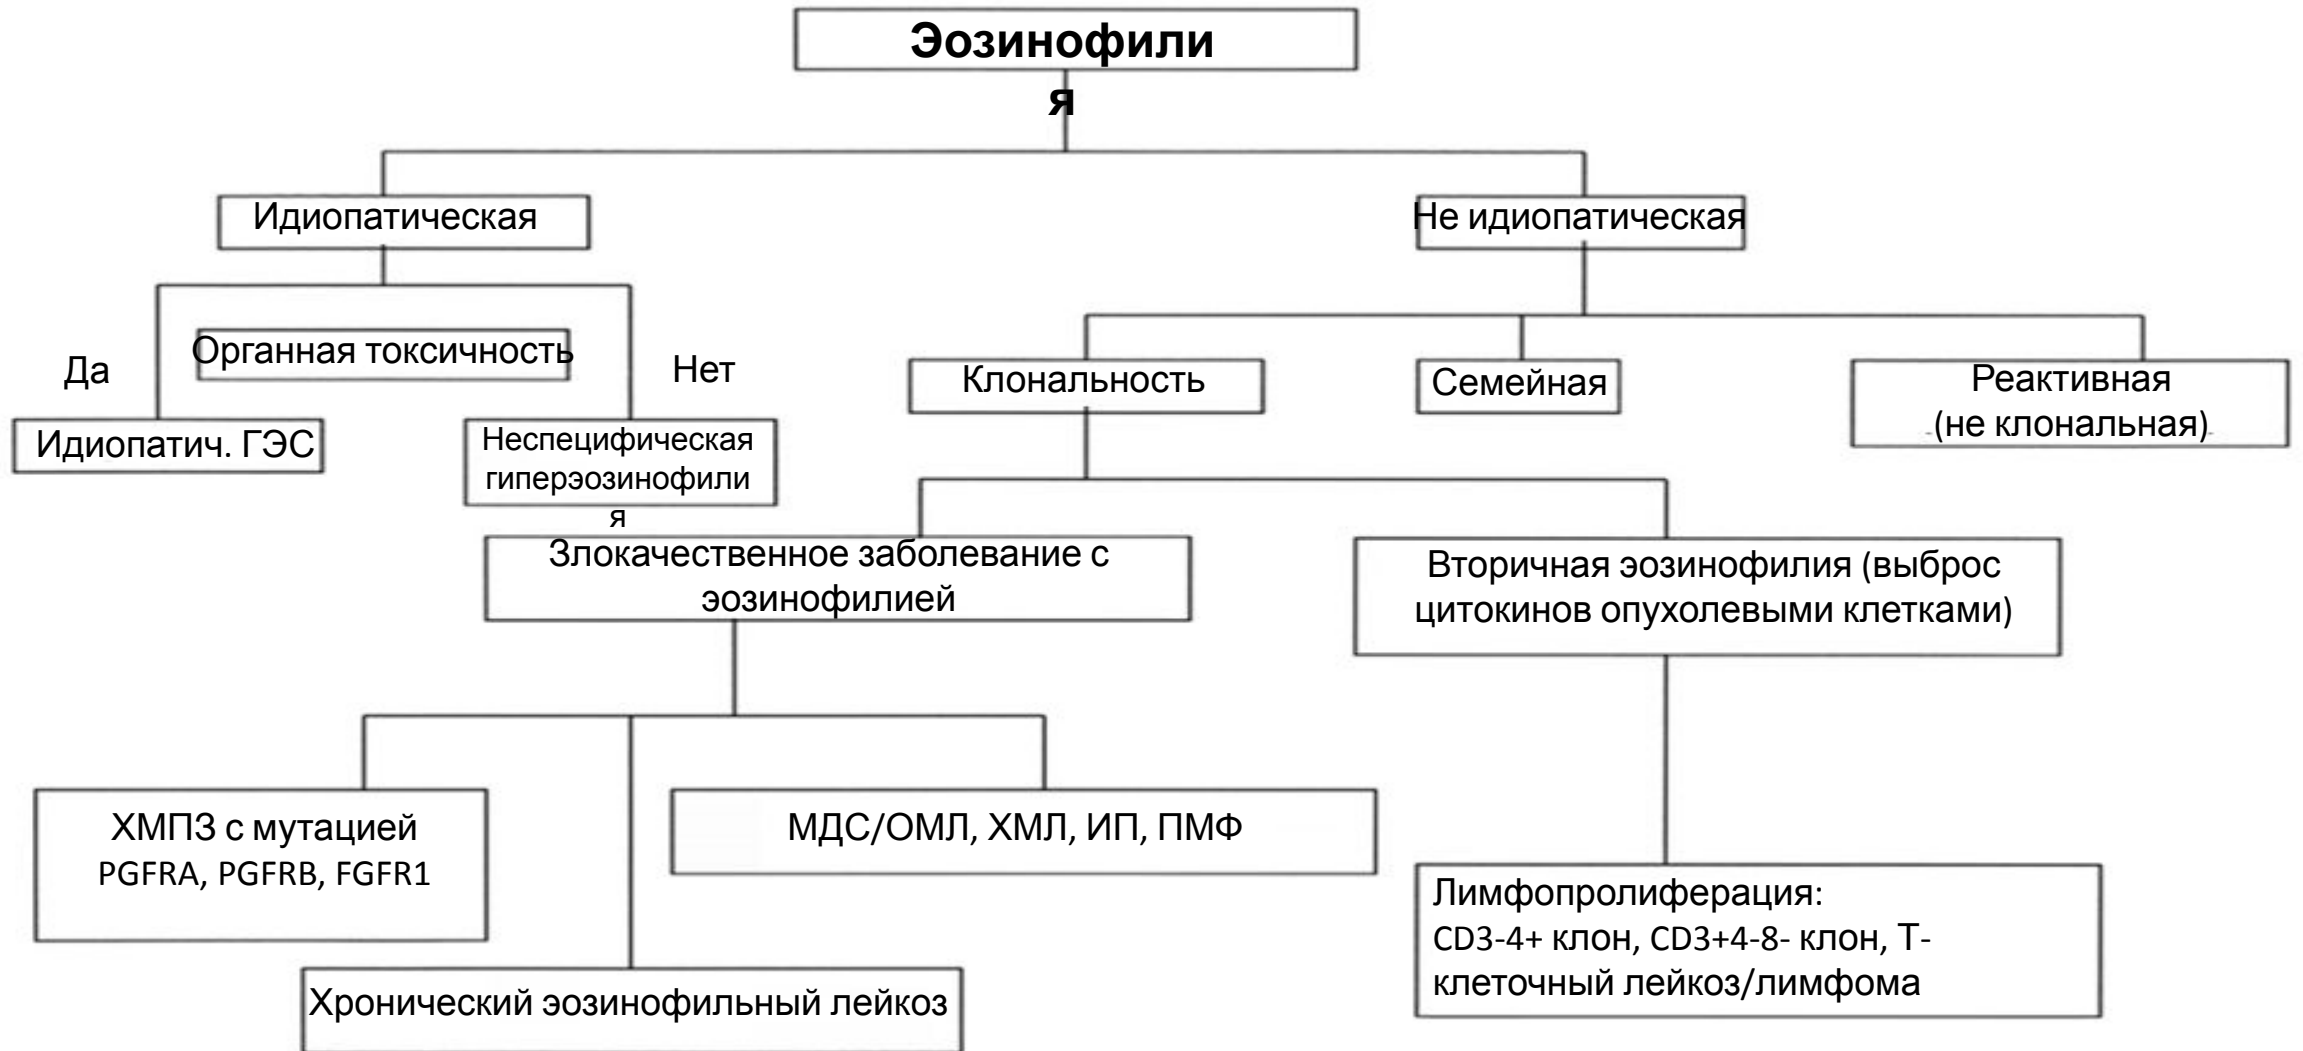 Эозинофили
я
Идиопатическая
Не идиопатическая
Да
Органная токсичность
Нет
Идиопатич. ГЭС
Неспецифическая
гиперэозинофили
я
Клональность
Семейная
Реактивная
(не клональная)
Злокачественное заболевание с
эозинофилией
Вторичная эозинофилия (выброс
цитокинов опухолевыми клетками)
ХМПЗ с мутацией
PGFRA, PGFRB, FGFR1
МДС/ОМЛ, ХМЛ, ИП, ПМФ
Хронический эозинофильный лейкоз
Лимфопролиферация:
CD3-4+ клон, CD3+4-8- клон, Т-
клеточный лейкоз/лимфома